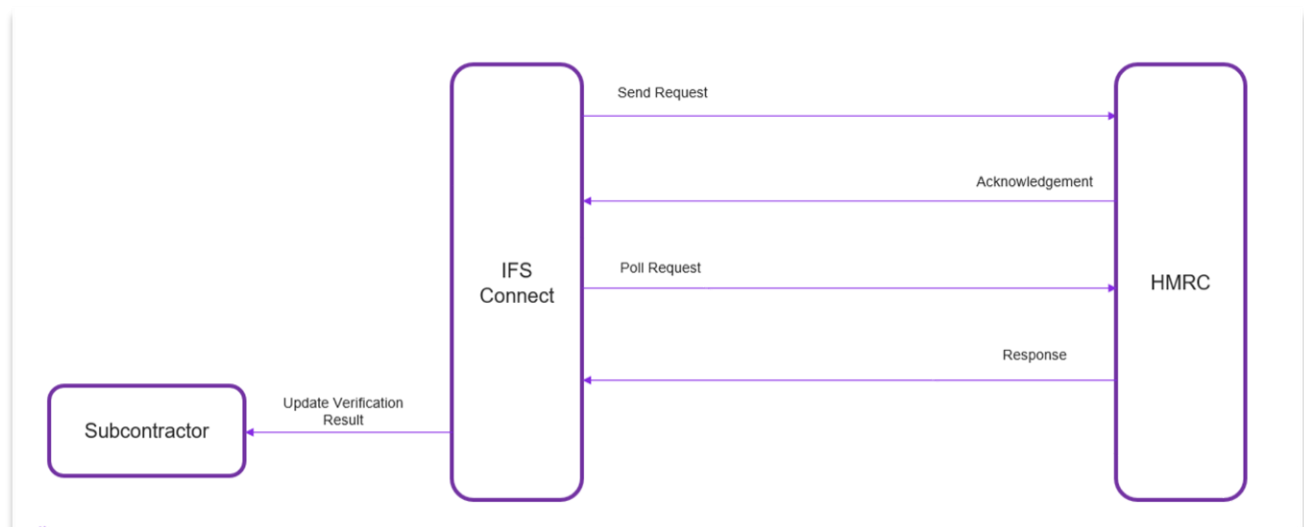 Send Request
Acknowledgement
IFS
Connect
Poll Request
HMRC
Response
Update Verification
Result
Subcontractor